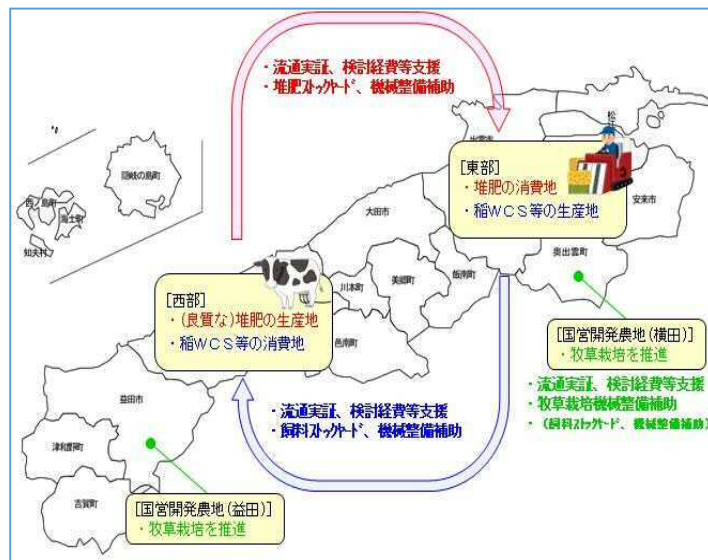 ・流通実証、検討経費等支援
・堆肥ストックヤード、機械整備補助
隠岐の島町
西ノ島町
海士町
知夫村
松江
出雲市
[東部]
・堆肥の消費地
・稲WCS等の生産地
安来市
大田市
奥出雲町
飯南町
美郷町
川本町
邑南町
[西部]
・(良質な)堆肥の生産地
・稲WCS等の消費地
[国営開発農地(横田)]
・牧草栽培を推進
・流通実証、検討経費等支援
・牧草栽培機械整備補助
・(飼料ストックヤード、機械整備補助)
・流通実証、検討経費等支援
・飼料ストックヤード、機械整備補助
益田市
津和野町
吉賀町
[国営開発農地(益田)]
・牧草栽培を推進